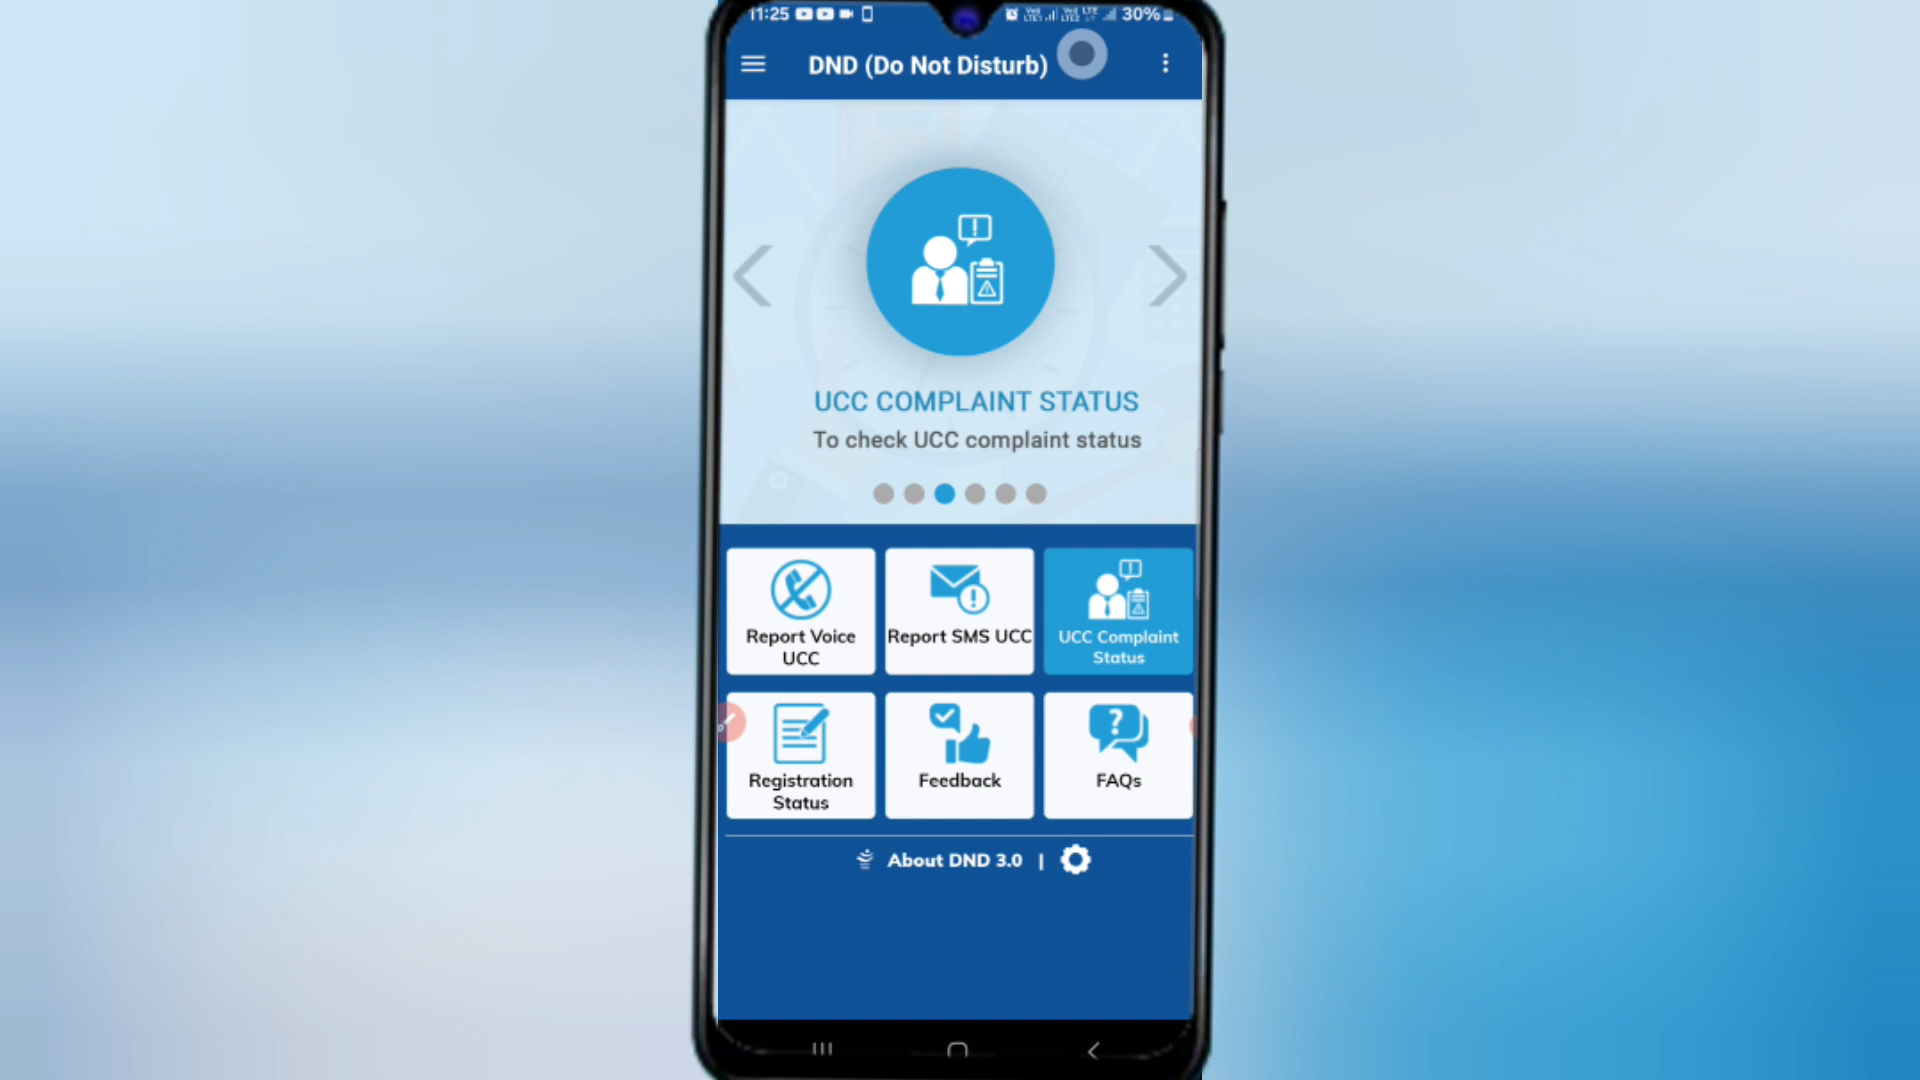 11:25
30%
DND (Do Not Disturb)
UCC COMPLAINT STATUS
To check UCC complaint status
Report Voice
UCC
Report SMS UCC
UCC Complaint
Status
Registration
Status
Feedback
FAQs
About DND 3.0 |